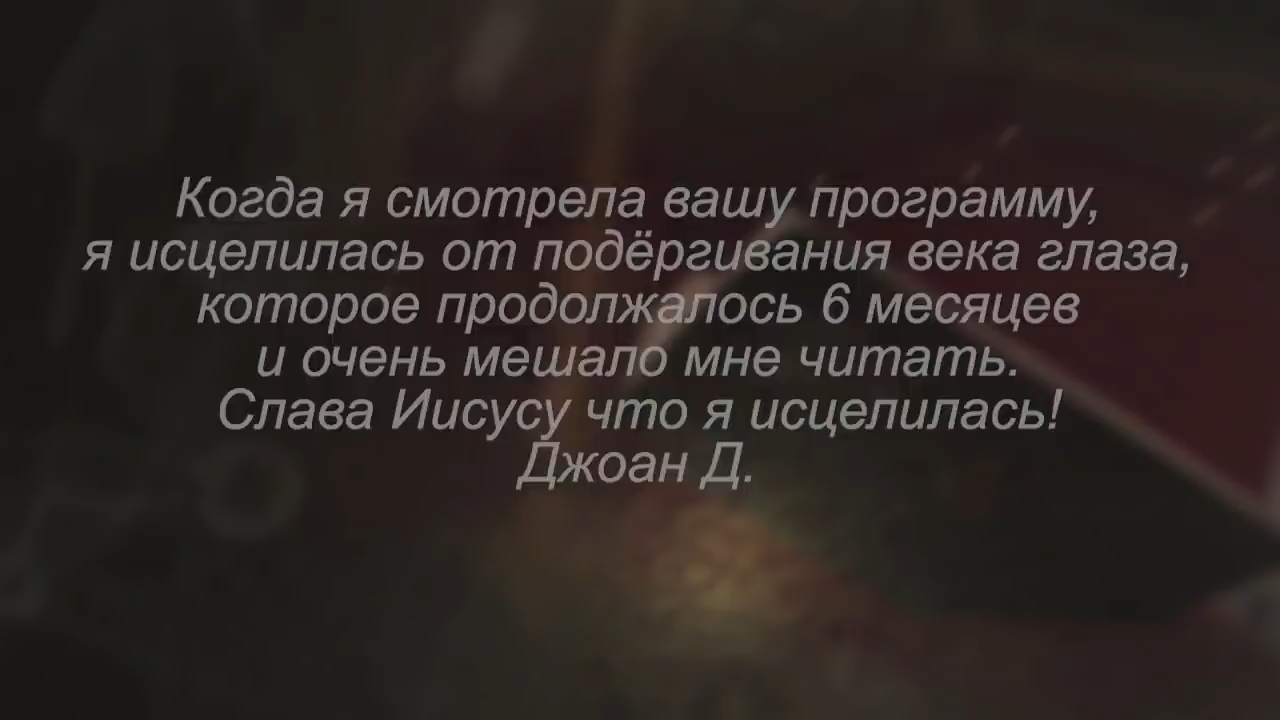 Когда я смотрела вашу программу,
я исцелилась от подёргивания века глаза,
которое продолжалось 6 месяцев
и очень мешало мне читать.
Слава Иисусу что я исцелилась!
Джоан Д.